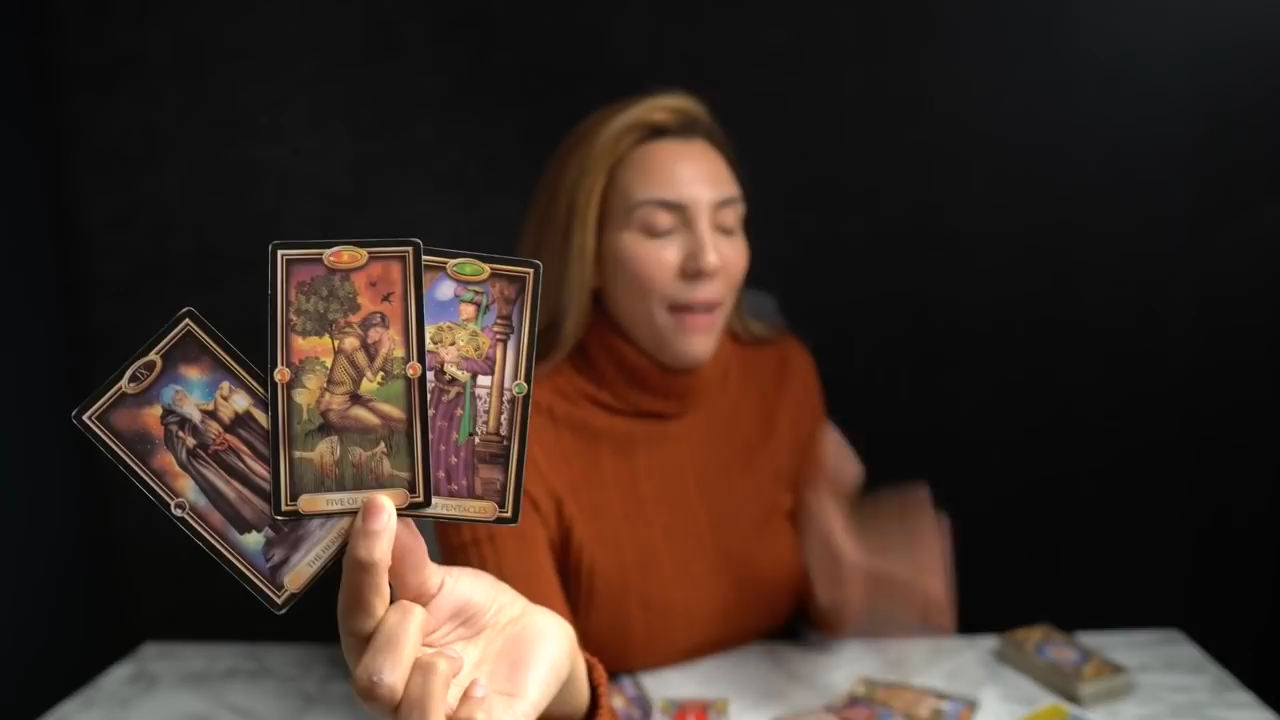 IX
THE HERMIT
FIVE OF
OF PENTACLES